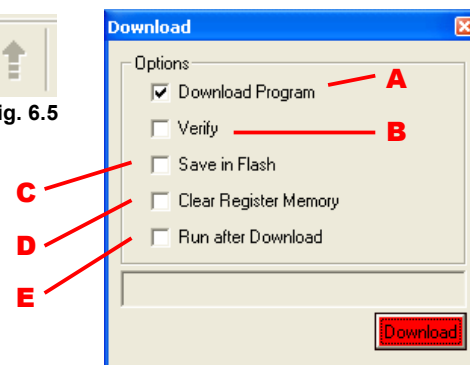 Download
Options
Download Program
A
Verify
B
ig. 6.5
C
Save in Flash
D
Clear Register Memory
E
Run after Download
Download